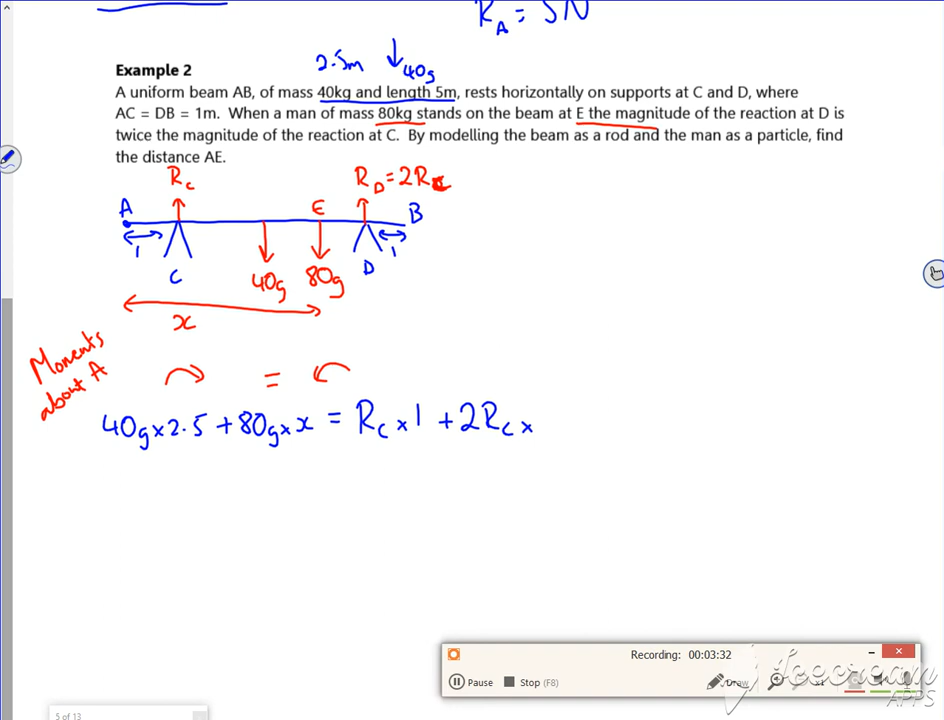 R_A = 5N
2.5m ↓40g
Example 2
A uniform beam AB, of mass 40kg and length 5m, rests horizontally on supports at C and D, where
AC = DB = 1m. When a man of mass 80kg stands on the beam at E the magnitude of the reaction at D is
twice the magnitude of the reaction at C. By modelling the beam as a rod and the man as a particle, find
the distance AE.
R_C R_D = 2R_C
A E B
1 1
C 40g 80g D
x
Moments
about A
=
40g×2.5 + 80g×x = R_C×1 + 2R_C×
Recording: 00:03:32
Pause Stop (F8) Draw
Icecream
APPS
5 of 13